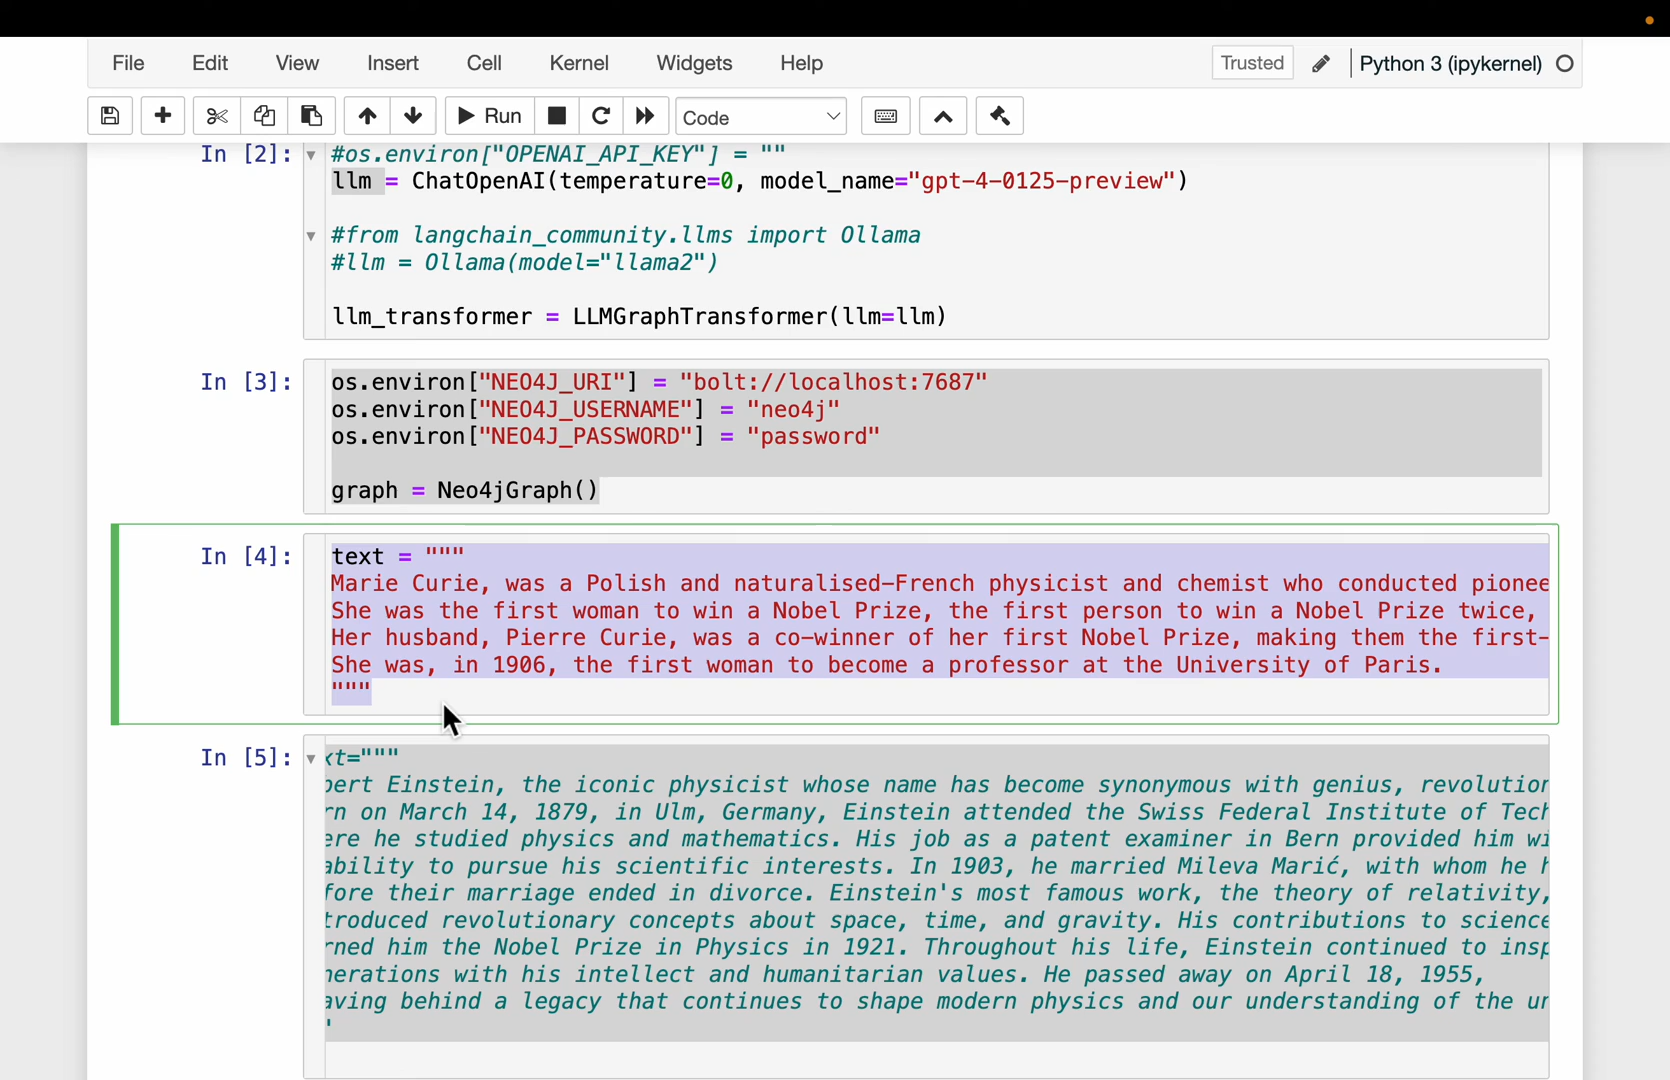 File Edit View Insert Cell Kernel Widgets Help Trusted Python 3 (ipykernel)
Run Code
In [2]: #os.environ["OPENAI_API_KEY"] = ""
llm = ChatOpenAI(temperature=0, model_name="gpt-4-0125-preview")
#from langchain_community.llms import Ollama
#llm = Ollama(model="llama2")
llm_transformer = LLMGraphTransformer(llm=llm)
In [3]: os.environ["NEO4J_URI"] = "bolt://localhost:7687"
os.environ["NEO4J_USERNAME"] = "neo4j"
os.environ["NEO4J_PASSWORD"] = "password"
graph = Neo4jGraph()
In [4]: text = """
Marie Curie, was a Polish and naturalised-French physicist and chemist who conducted pionee
She was the first woman to win a Nobel Prize, the first person to win a Nobel Prize twice,
Her husband, Pierre Curie, was a co-winner of her first Nobel Prize, making them the first-
She was, in 1906, the first woman to become a professor at the University of Paris.
"""
In [5]: xt="""
bert Einstein, the iconic physicist whose name has become synonymous with genius, revolution
rn on March 14, 1879, in Ulm, Germany, Einstein attended the Swiss Federal Institute of Tech
ere he studied physics and mathematics. His job as a patent examiner in Bern provided him wi
ability to pursue his scientific interests. In 1903, he married Mileva Marić, with whom he h
fore their marriage ended in divorce. Einstein's most famous work, the theory of relativity,
troduced revolutionary concepts about space, time, and gravity. His contributions to science
rned him the Nobel Prize in Physics in 1921. Throughout his life, Einstein continued to insp
nerations with his intellect and humanitarian values. He passed away on April 18, 1955,
aving behind a legacy that continues to shape modern physics and our understanding of the un
'